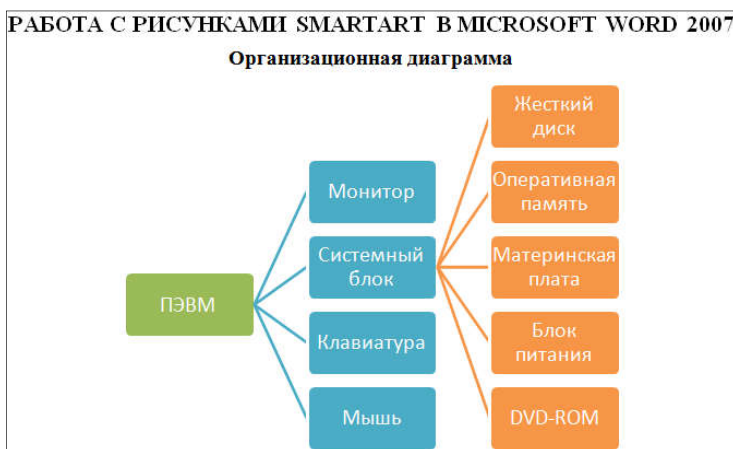 РАБОТА С РИСУНКАМИ SMARTART В MICROSOFT WORD 2007
Организационная диаграмма
ПЭВМ
Монитор
Системный
блок
Клавиатура
Мышь
Жесткий
диск
Оперативная
память
Материнская
плата
Блок
питания
DVD-ROM